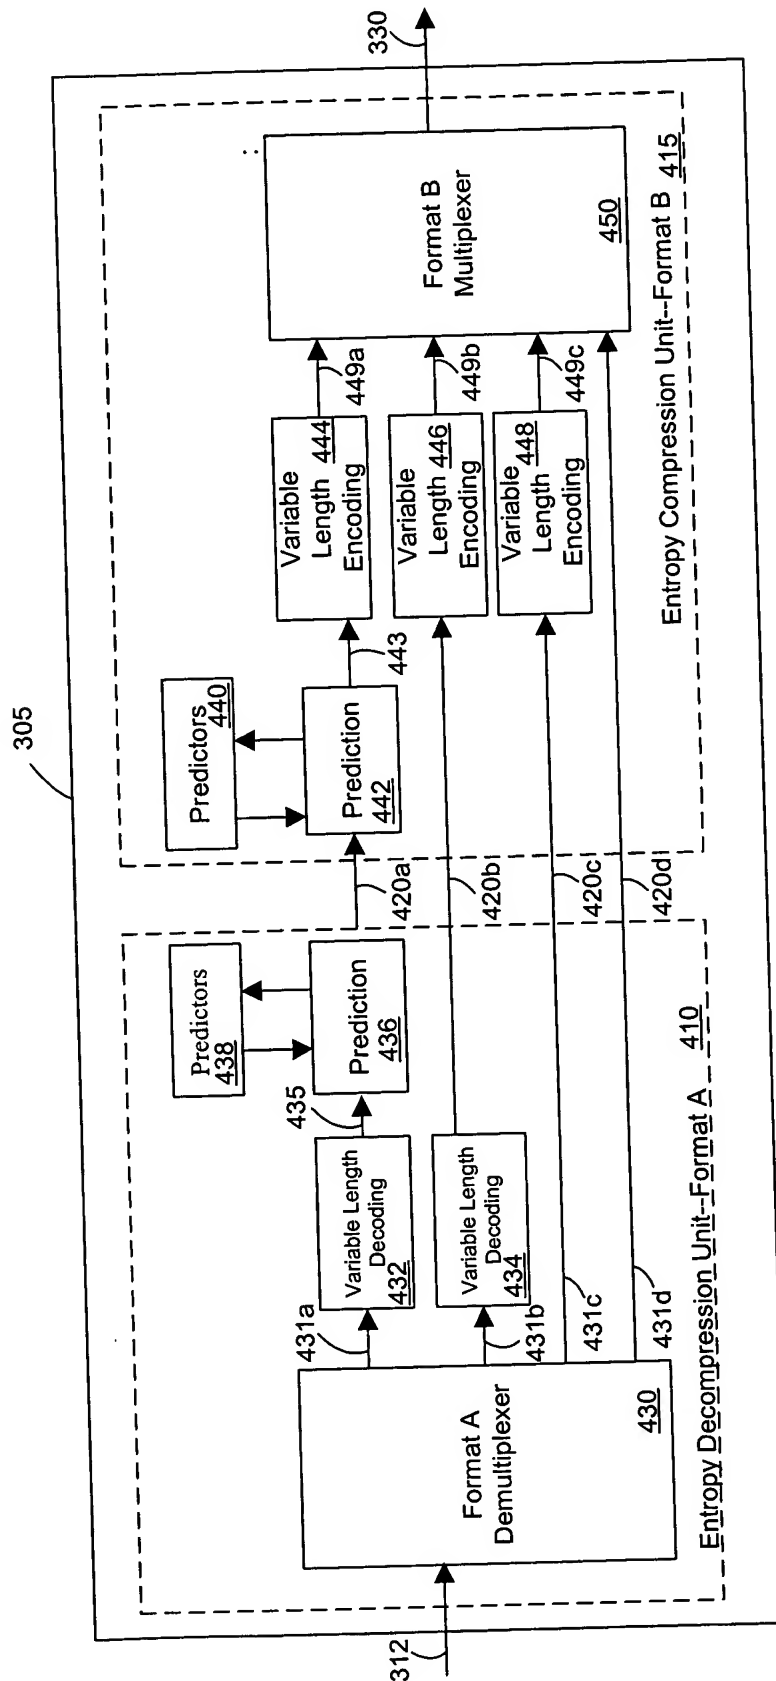 305
312
Format A
Demultiplexer
430
431a
431b
431c
431d
Variable Length
Decoding
432
Variable Length
Decoding
434
435
Predictors
438
Prediction
436
Entropy Decompression Unit--Format A 410
420a
420b
420c
420d
Predictors
440
Prediction
442
443
Variable
Length 444
Encoding
Variable
Length 446
Encoding
Variable
Length 448
Encoding
449a
449b
449c
Format B
Multiplexer
450
Entropy Compression Unit--Format B 415
330